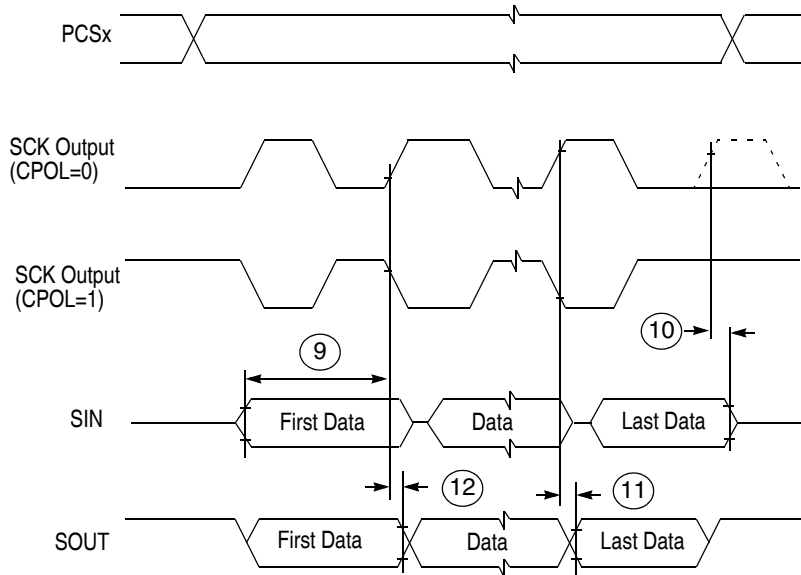 PCSx
SCK Output
(CPOL=0)
SCK Output
(CPOL=1)
10
9
SIN
First Data
Data
Last Data
12
11
SOUT
First Data
Data
Last Data